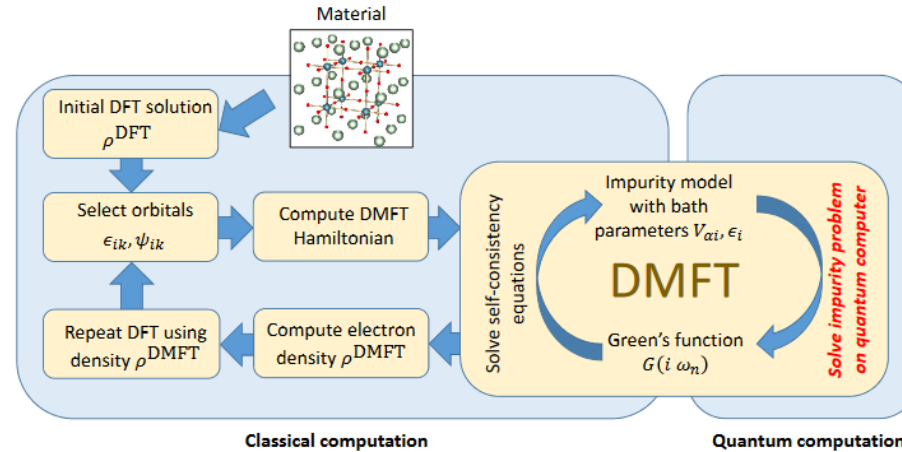 Material
Initial DFT solution
ρ^DFT
Select orbitals
ϵ_ik, ψ_ik
Compute DMFT
Hamiltonian
Repeat DFT using
density ρ^DMFT
Compute electron
density ρ^DMFT
Solve self-consistency
equations
Impurity model
with bath
parameters V_αi, ϵ_i
DMFT
Green's function
G(i ω_n)
Solve impurity problem
on quantum computer
Classical computation
Quantum computation